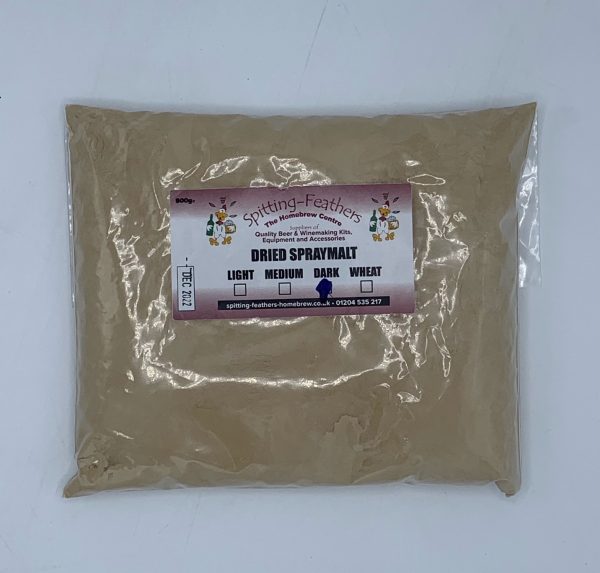 500g.
Spitting-Feathers
The Homebrew Centre
Suppliers of
Quality Beer & Winemaking Kits,
Equipment and Accessories
DRIED SPRAYMALT
LIGHT MEDIUM DARK WHEAT
- DEC 2022
spitting-feathers-homebrew.co.uk - 01204 535 217